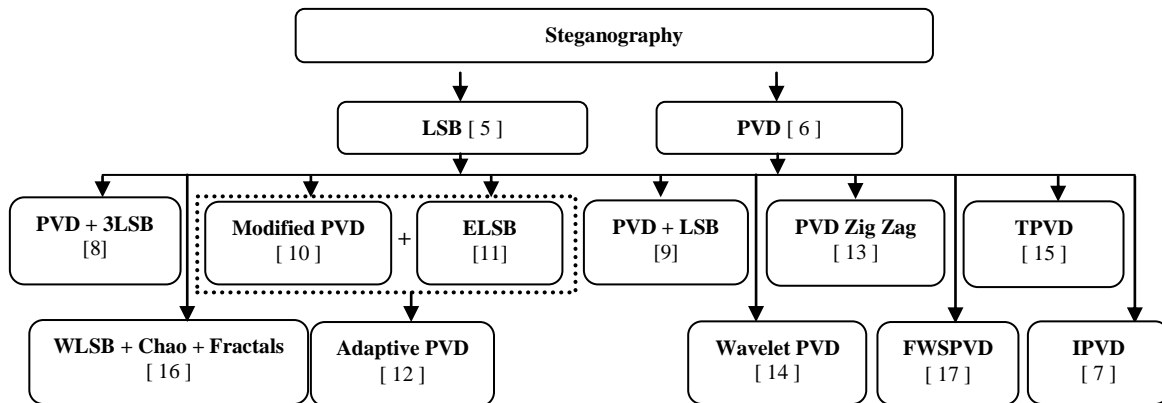 Steganography
LSB [ 5 ]
PVD [ 6 ]
PVD + 3LSB
[8]
Modified PVD
[ 10 ]
+
ELSB
[11]
PVD + LSB
[9]
PVD Zig Zag
[ 13 ]
TPVD
[ 15 ]
WLSB + Chao + Fractals
[ 16 ]
Adaptive PVD
[ 12 ]
Wavelet PVD
[ 14 ]
FWSPVD
[ 17 ]
IPVD
[ 7 ]